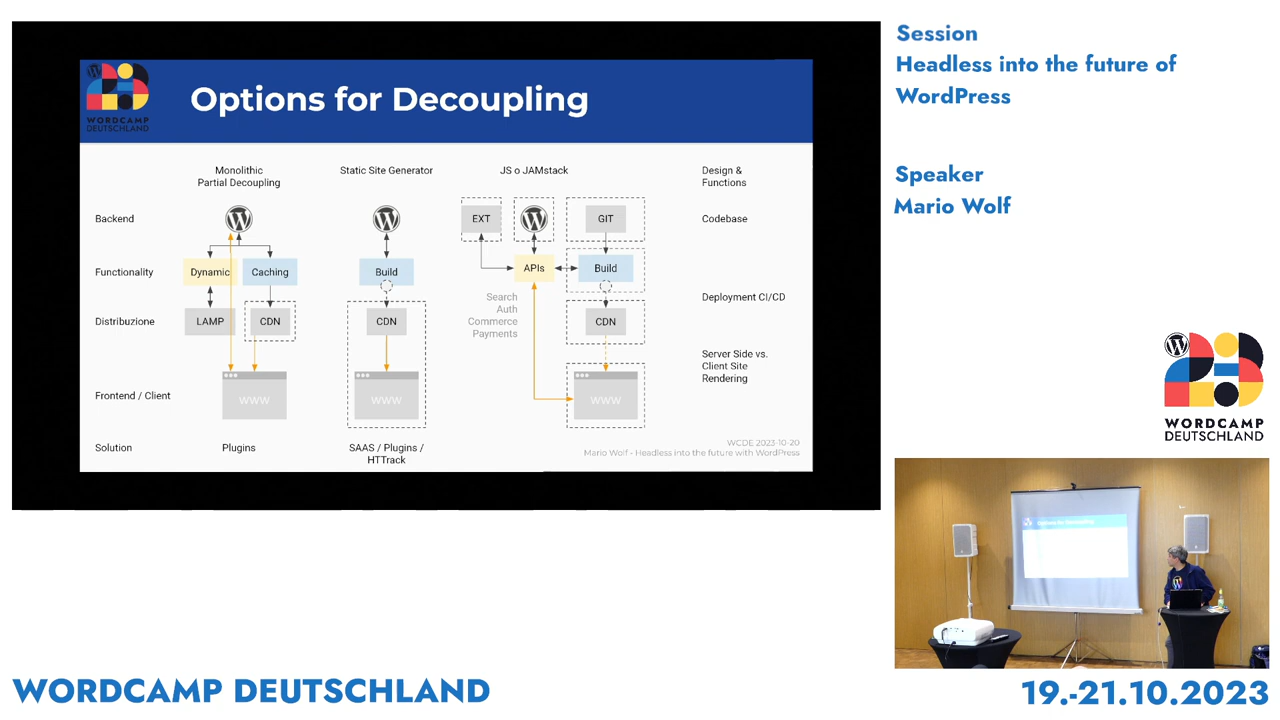 WORDCAMP
DEUTSCHLAND
Options for Decoupling
Monolithic
Partial Decoupling
Static Site Generator
JS o JAMstack
Design &
Functions
Backend
EXT
GIT
Codebase
Functionality
Dynamic
Caching
Build
APIs
Build
Search
Auth
Commerce
Payments
Deployment CI/CD
Distribuzione
LAMP
CDN
CDN
CDN
Server Side vs.
Client Site
Rendering
Frontend / Client
WWW
WWW
WWW
Solution
Plugins
SAAS / Plugins /
HTTrack
WCDE 2023-10-20
Mario Wolf - Headless into the future with WordPress
Session
Headless into the future of
WordPress
Speaker
Mario Wolf
WORDCAMP
DEUTSCHLAND
Options for Decoupling
WORDCAMP DEUTSCHLAND
19.-21.10.2023